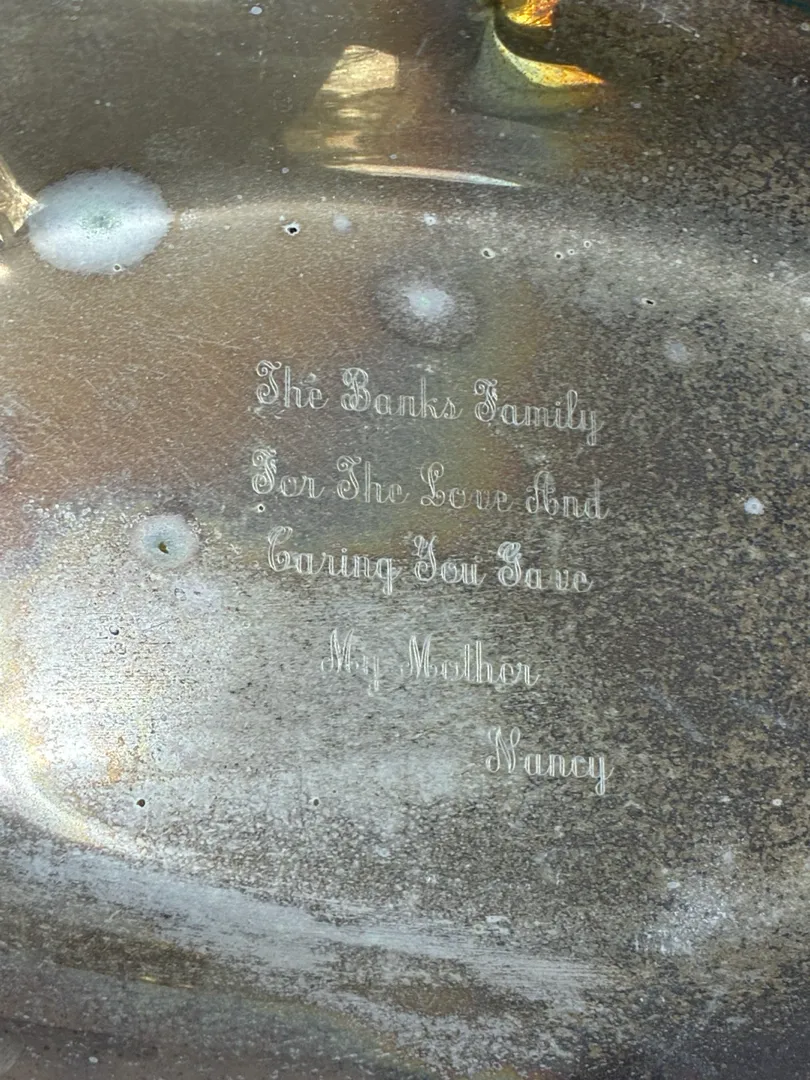 The Banks Family
For The Love And
Caring You Gave
My Mother
Nancy